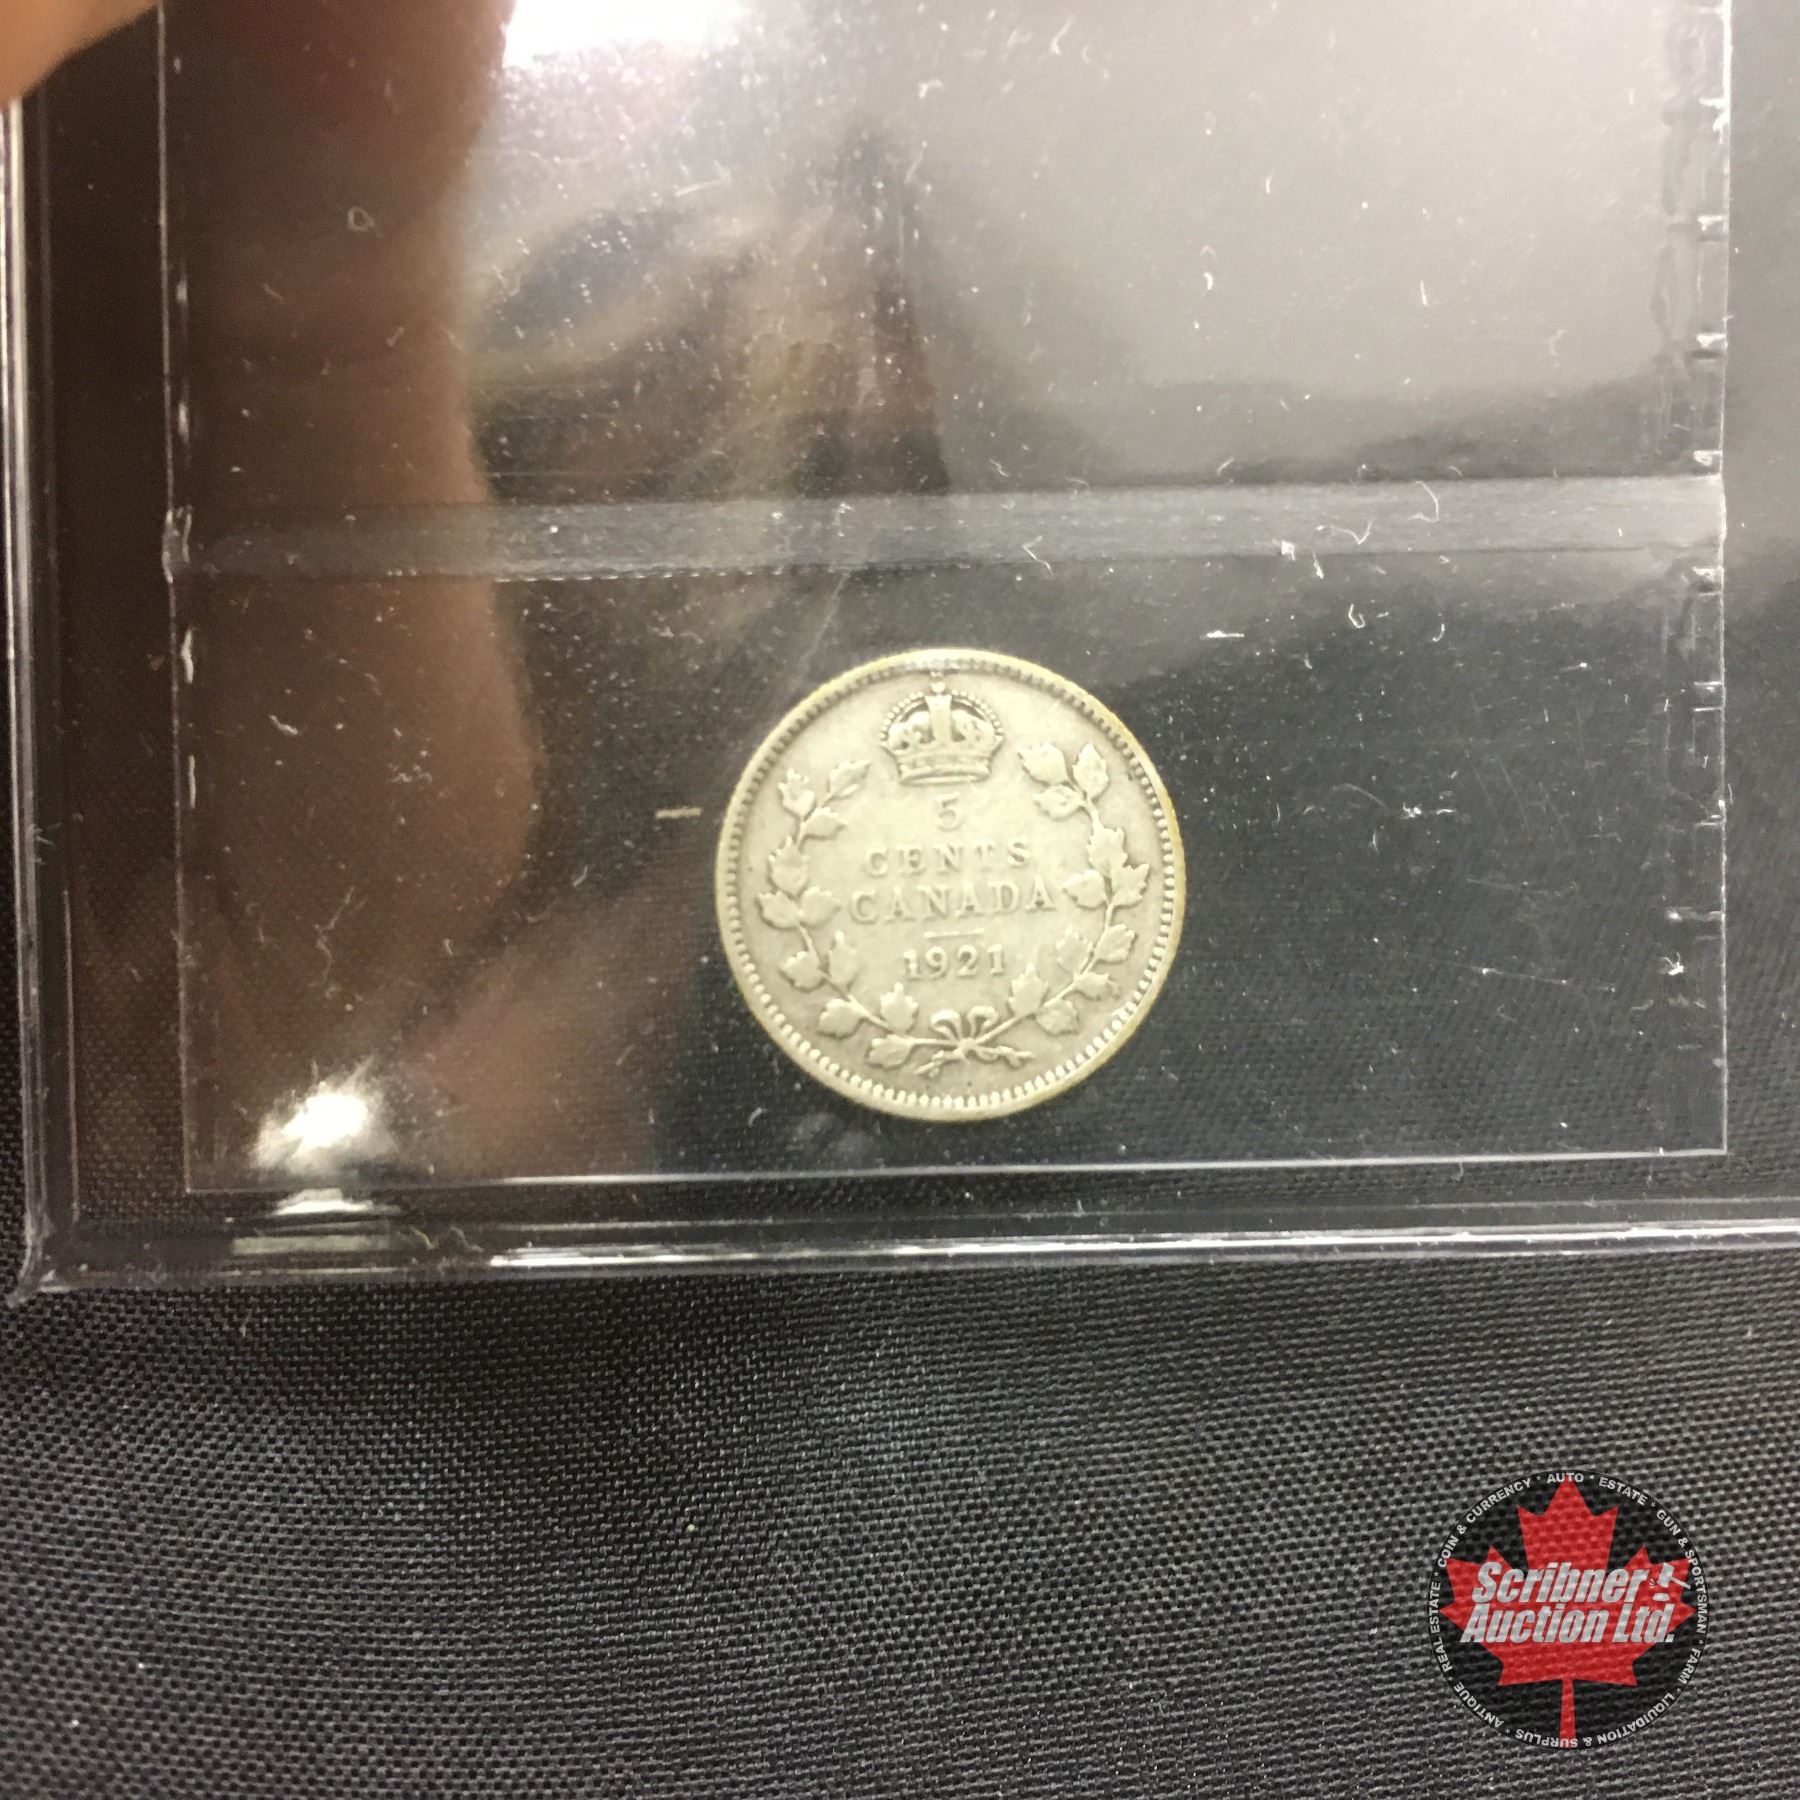 5
CENTS
CANADA
1921
Scribner
Auction Ltd.
* AUTO * ESTATE * GUN & SPORTSMAN * FARM * LIQUIDATION & SURPLUS * ANTIQUE * REAL ESTATE * COIN & CURRENCY